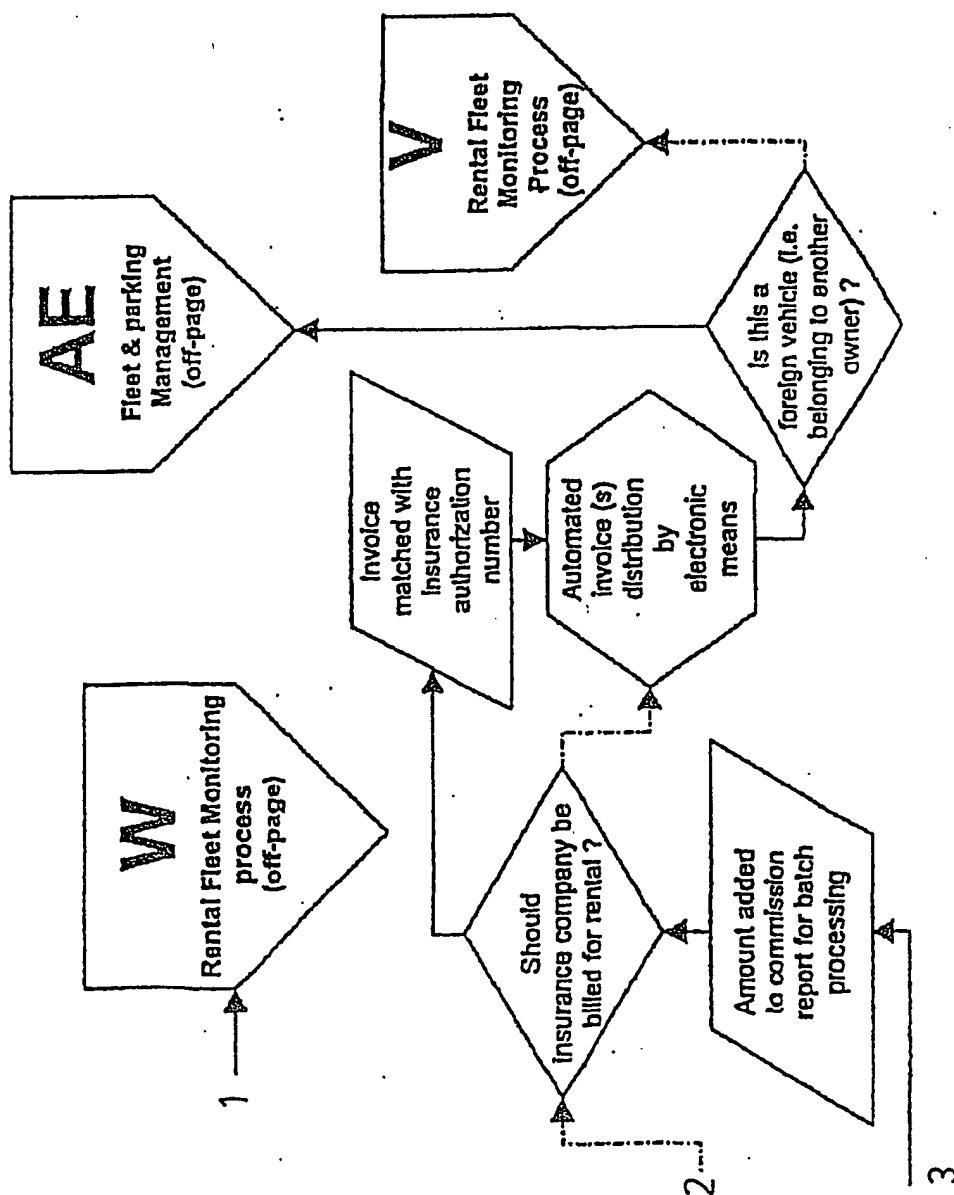 1
W
Rental Fleet Monitoring
process
(off-page)
AE
Fleet & parking
Management
(off-page)
V
Rental Fleet
Monitoring
Process
(off-page)
2
Should
insurance company be
billed for rental ?
Invoice
matched with
Insurance
authorization
number
Automated
invoice (s)
distribution
by
electronic
means
Is this a
foreign vehicle (i.e.
belonging to another
owner) ?
3
Amount added
to commission
report for batch
processing